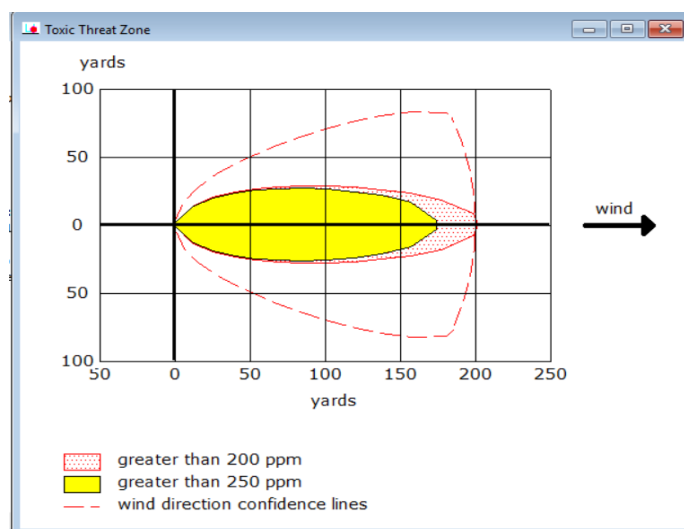 Toxic Threat Zone
yards
100
50
0
50
100
50 0 50 100 150 200 250
yards
wind
greater than 200 ppm
greater than 250 ppm
wind direction confidence lines